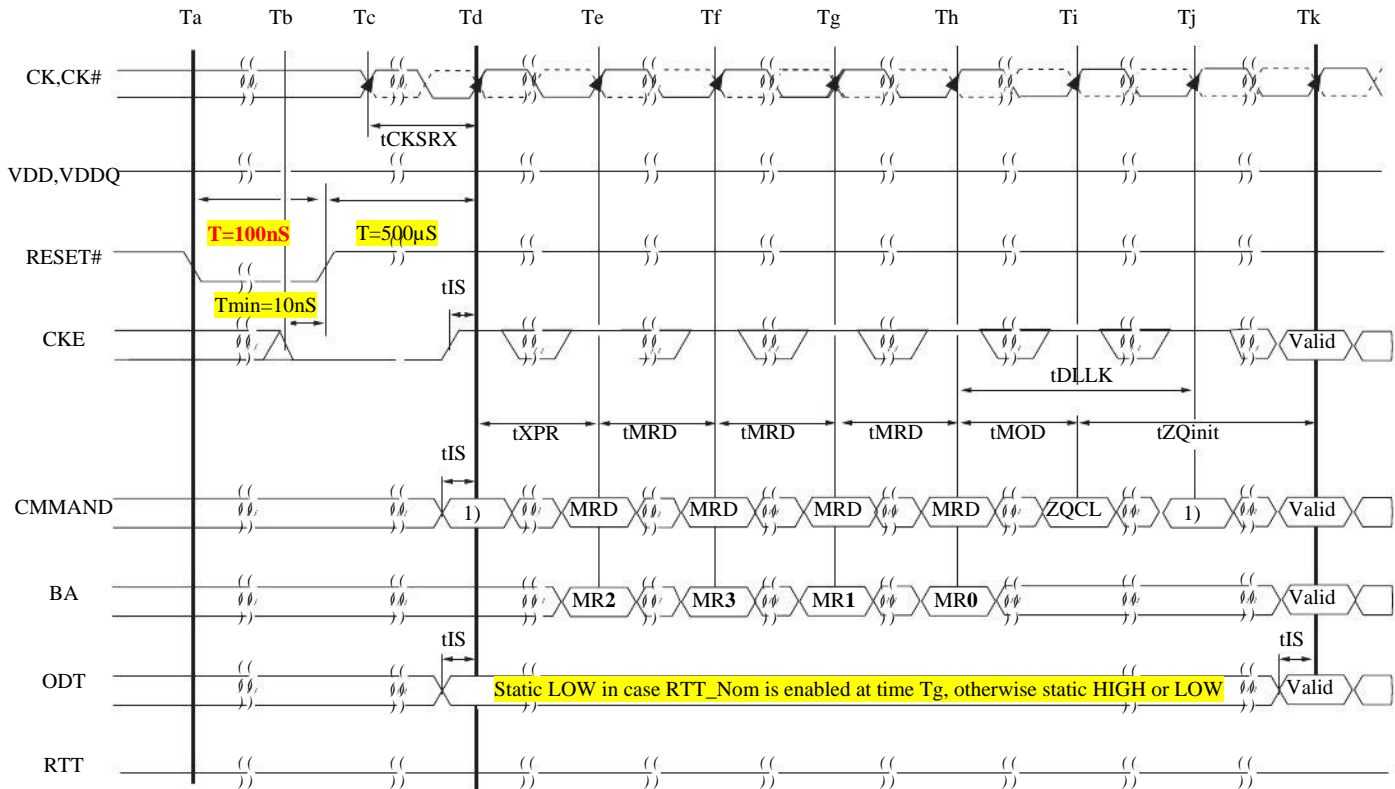 Ta Tb Tc Td Te Tf Tg Th Ti Tj Tk
CK,CK#
tCKSRX
VDD,VDDQ
T=100nS T=500µS
RESET#
Tmin=10nS tIS
CKE Valid
tDLLK
tXPR tMRD tMRD tMRD tMOD tZQinit
tIS
CMMAND 1) MRD MRD MRD MRD ZQCL 1) Valid
BA MR2 MR3 MR1 MR0 Valid
tIS tIS
ODT Static LOW in case RTT_Nom is enabled at time Tg, otherwise static HIGH or LOW Valid
RTT